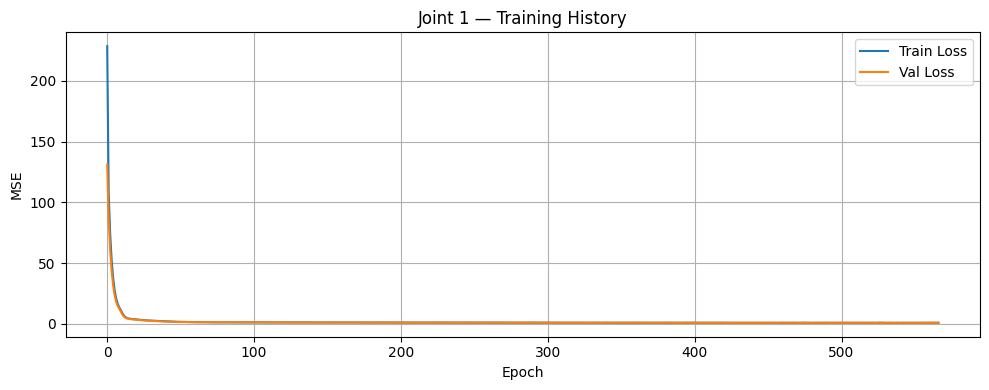 Joint 1 — Training History
Train Loss
Val Loss
MSE
200
150
100
50
0
0
100
200
300
400
500
Epoch